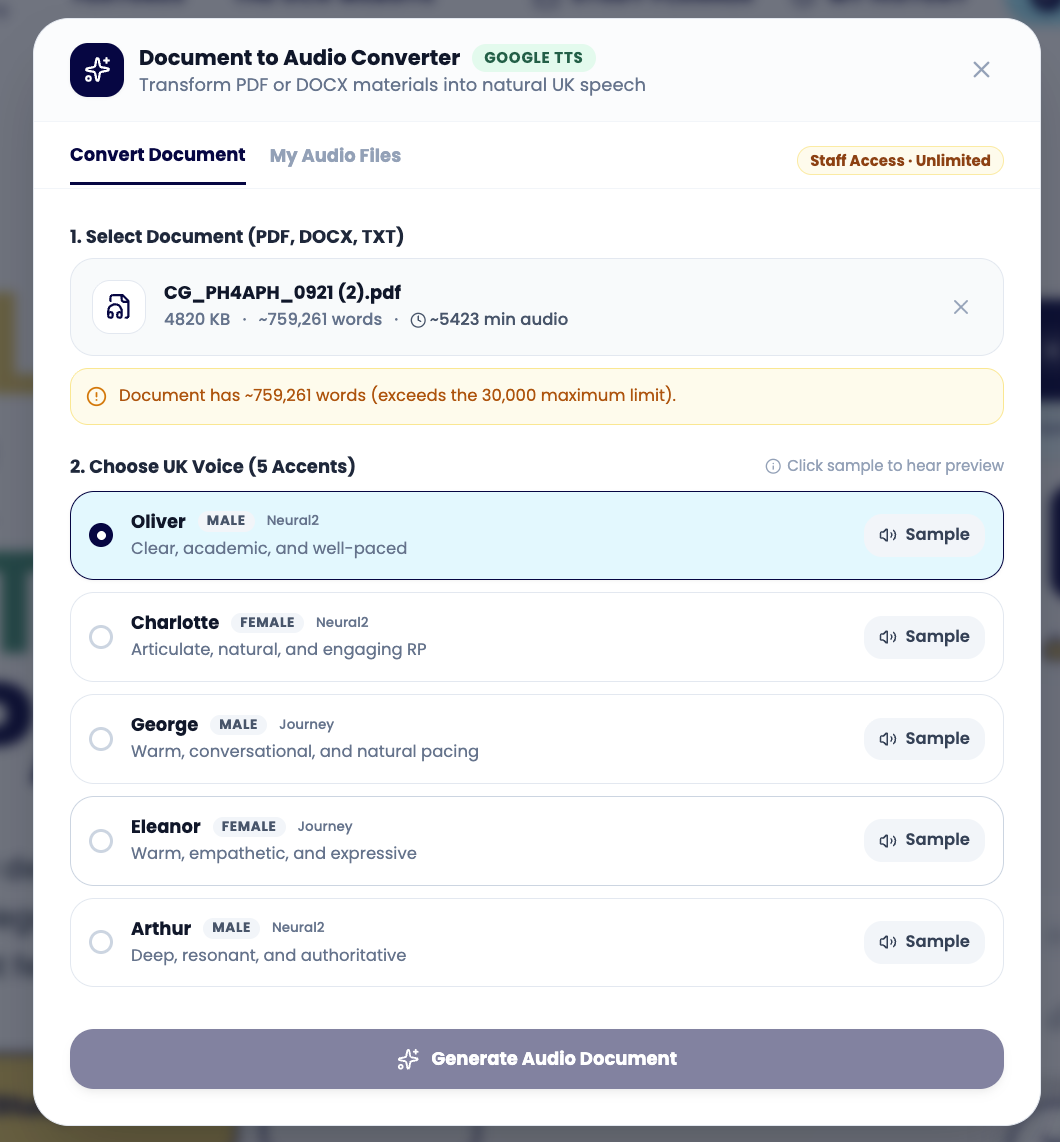 Document to Audio Converter GOOGLE TTS
Transform PDF or DOCX materials into natural UK speech
Convert Document My Audio Files Staff Access · Unlimited
1. Select Document (PDF, DOCX, TXT)
CG_PH4APH_0921 (2).pdf
4820 KB · ~759,261 words · ~5423 min audio
Document has ~759,261 words (exceeds the 30,000 maximum limit).
2. Choose UK Voice (5 Accents) Click sample to hear preview
Oliver MALE Neural2
Clear, academic, and well-paced
Sample
Charlotte FEMALE Neural2
Articulate, natural, and engaging RP
Sample
George MALE Journey
Warm, conversational, and natural pacing
Sample
Eleanor FEMALE Journey
Warm, empathetic, and expressive
Sample
Arthur MALE Neural2
Deep, resonant, and authoritative
Sample
Generate Audio Document